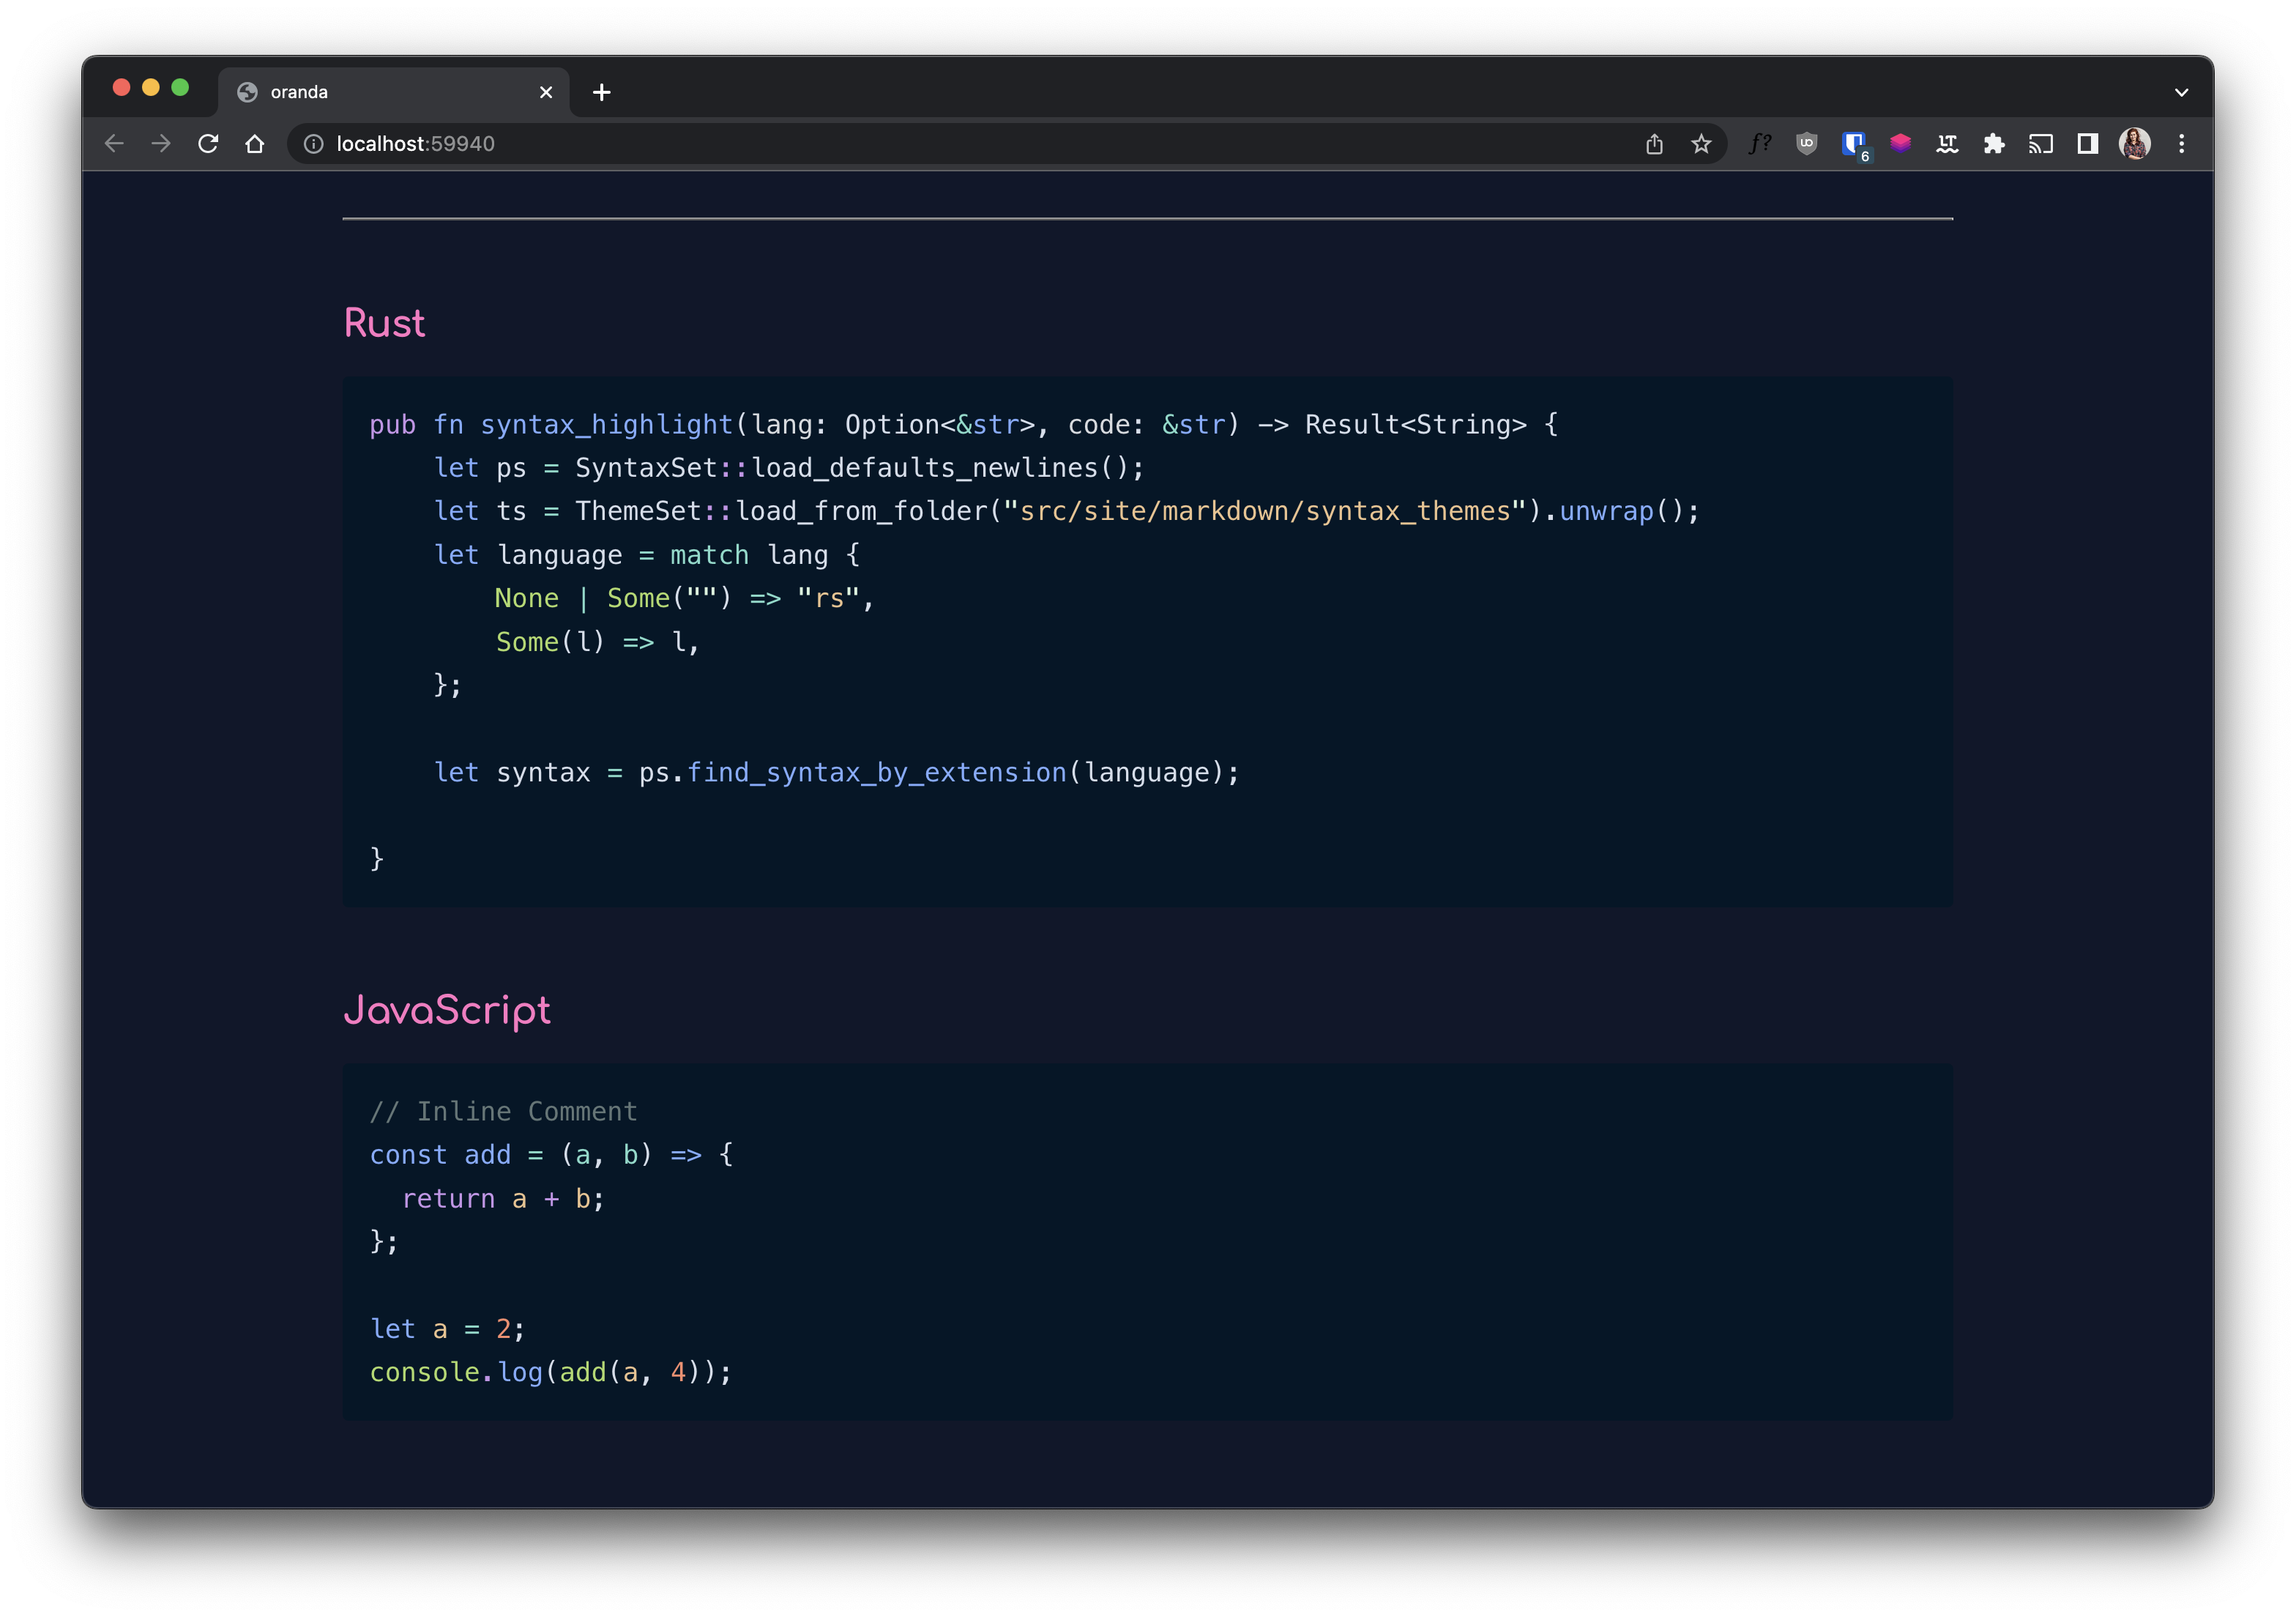 oranda
localhost:59940
6
Rust
pub fn syntax_highlight(lang: Option<&str>, code: &str) -> Result<String> {
    let ps = SyntaxSet::load_defaults_newlines();
    let ts = ThemeSet::load_from_folder("src/site/markdown/syntax_themes").unwrap();
    let language = match lang {
        None | Some("") => "rs",
        Some(l) => l,
    };
    let syntax = ps.find_syntax_by_extension(language);
}
JavaScript
// Inline Comment
const add = (a, b) => {
  return a + b;
};
let a = 2;
console.log(add(a, 4));